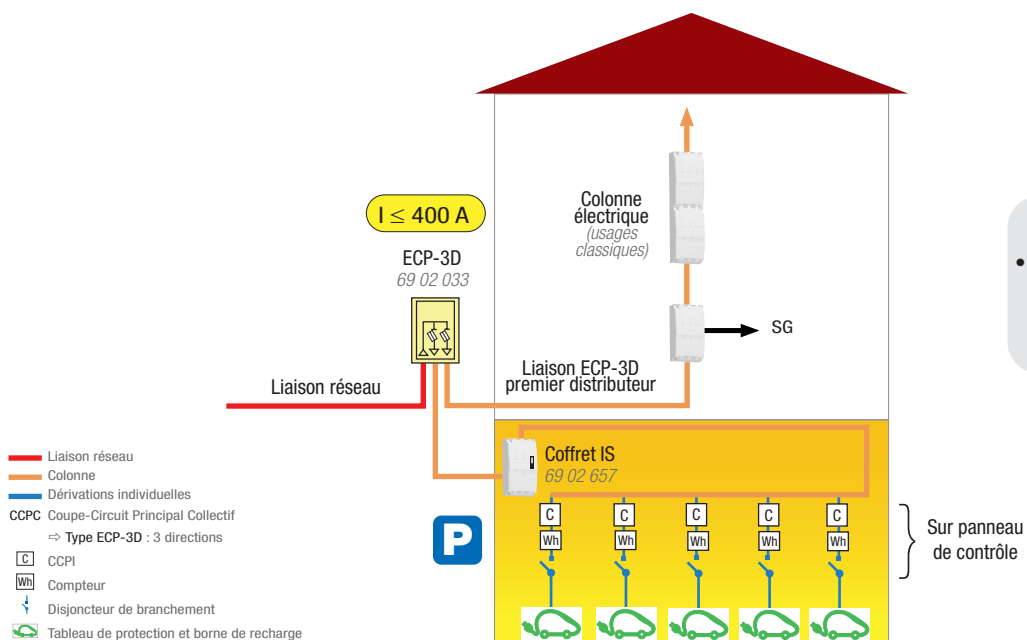 I ≤ 400 A
ECP-3D
69 02 033
Colonne
électrique
(usages
classiques)
SG
Liaison réseau
Liaison ECP-3D
premier distributeur
Coffret IS
69 02 657
Liaison réseau
Colonne
Dérivations individuelles
CCPC Coupe-Circuit Principal Collectif
⇨ Type ECP-3D : 3 directions
C CCPI
Wh Compteur
Disjoncteur de branchement
Tableau de protection et borne de recharge
P
C C C C C
Wh Wh Wh Wh Wh
Sur panneau
de contrôle